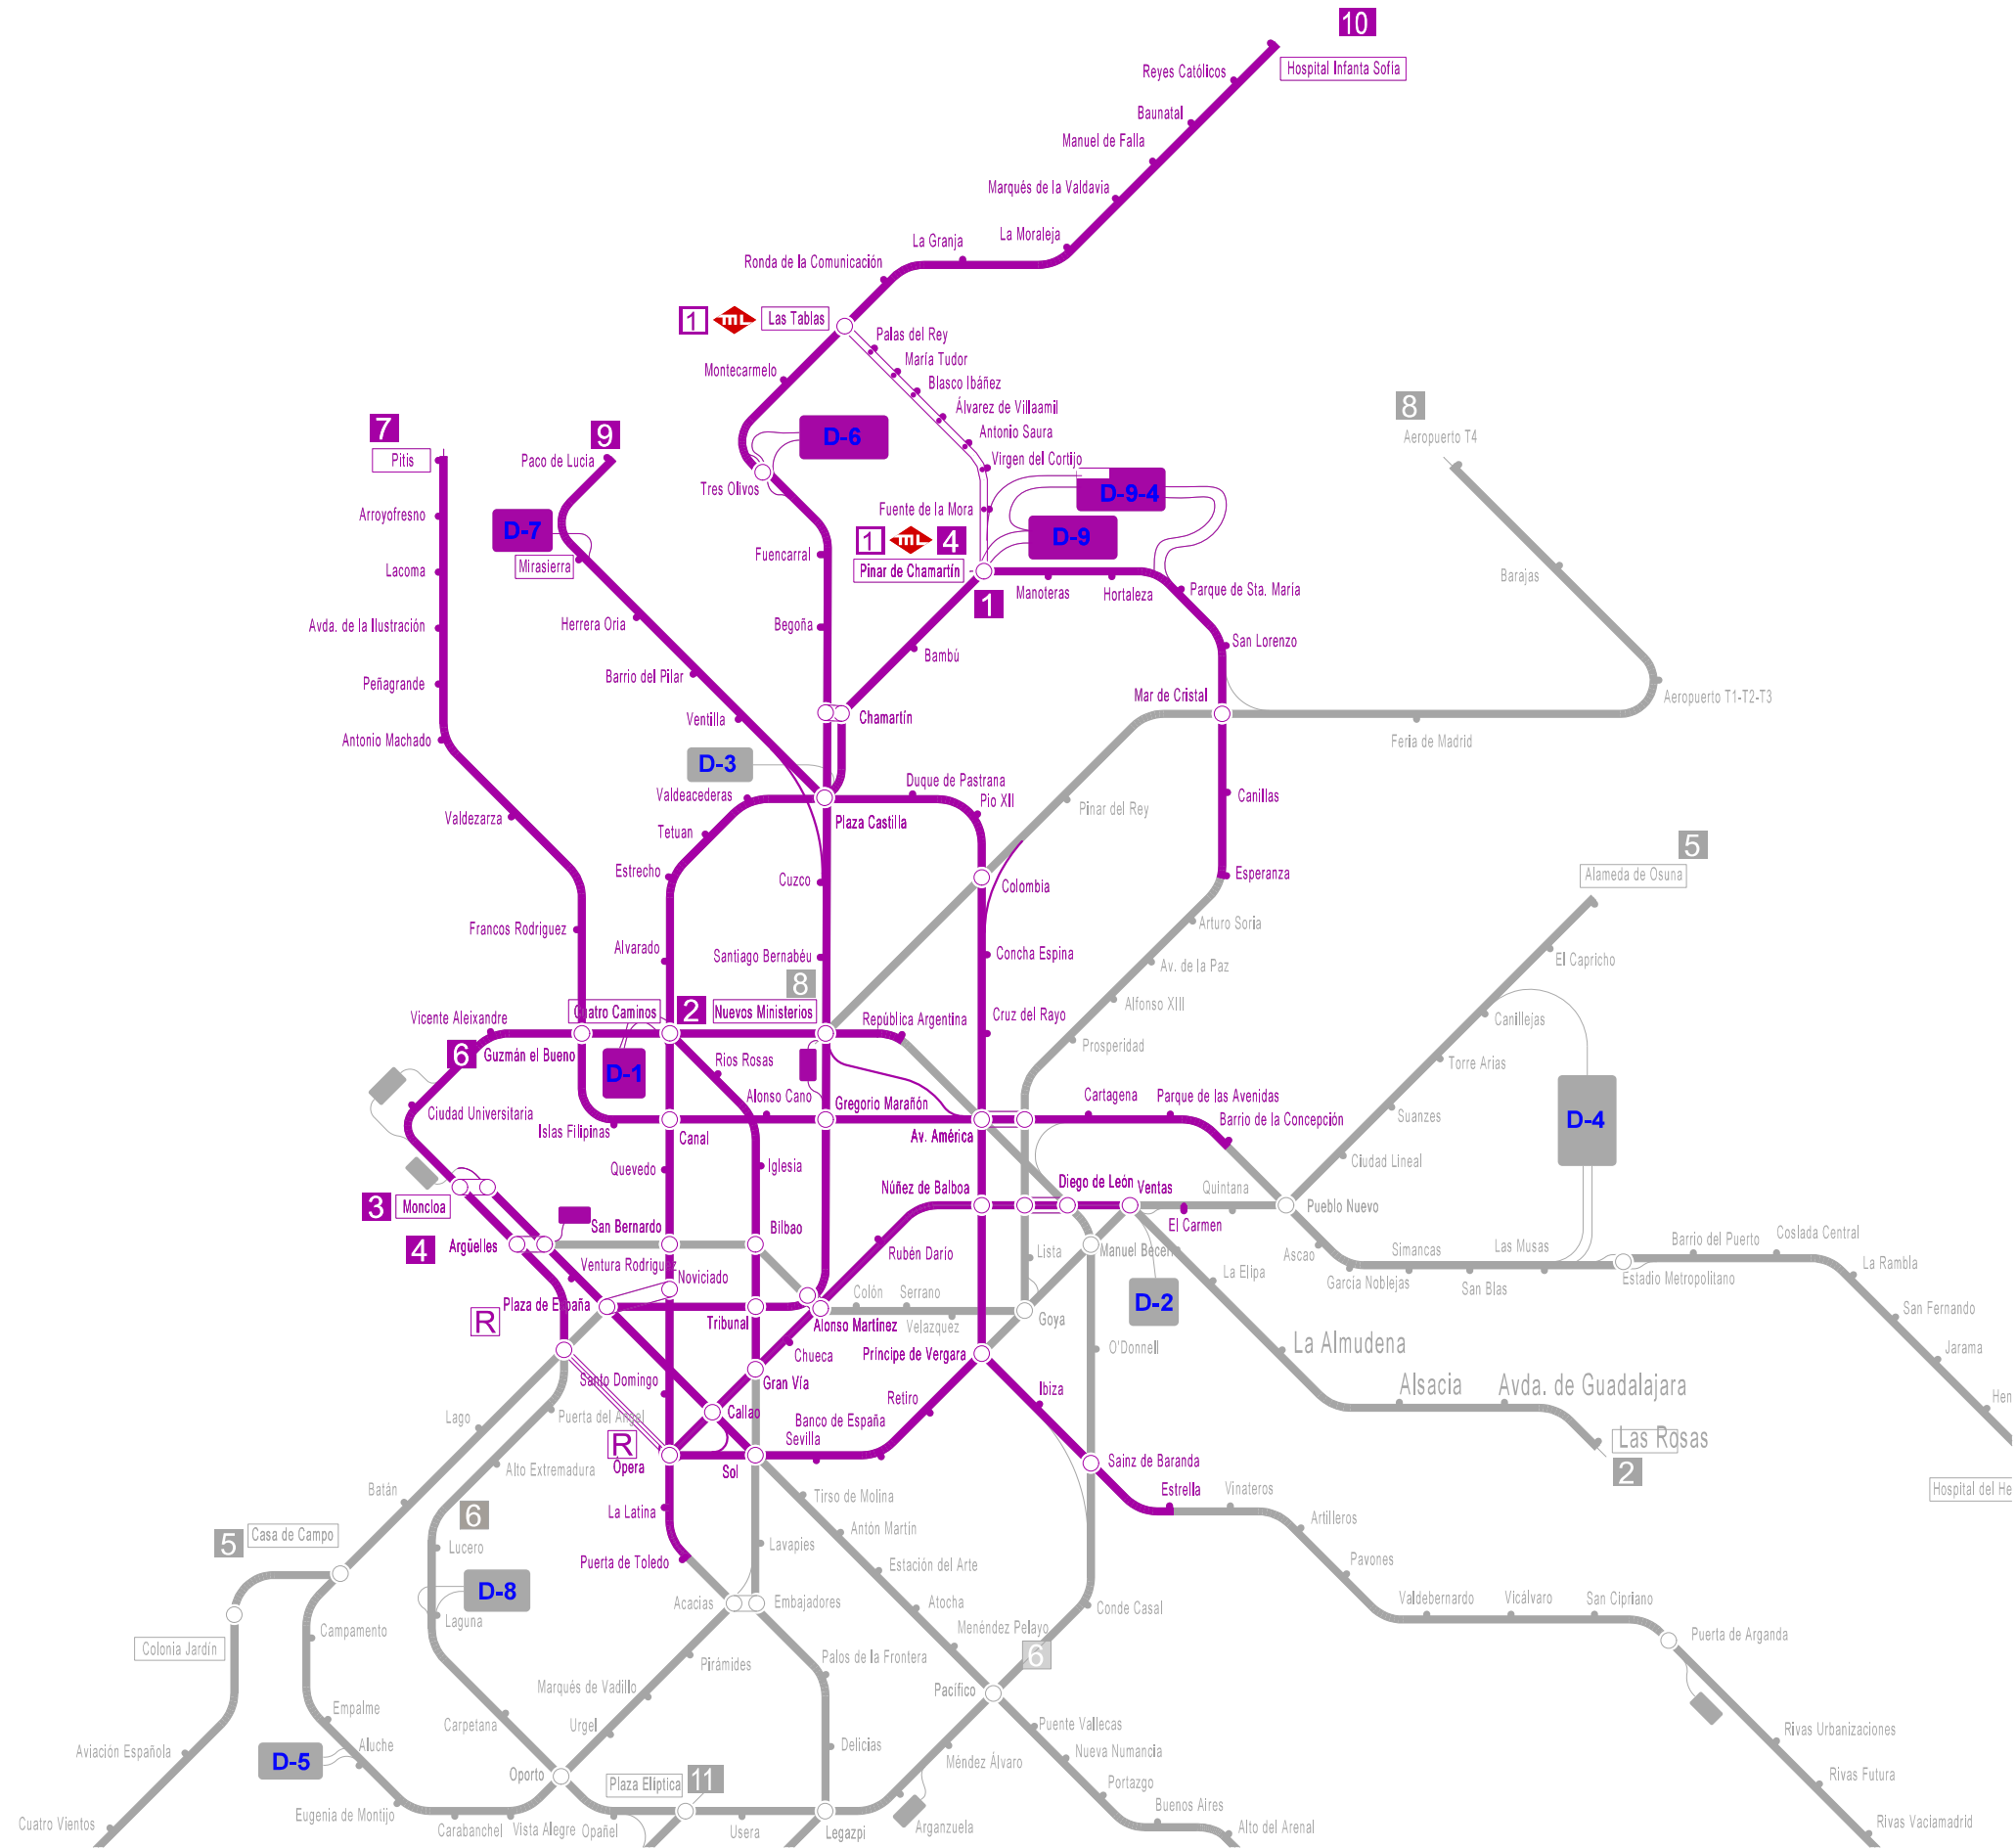 10
Hospital Infanta Sofía
Reyes Católicos
Baunatal
Manuel de Falla
Marqués de la Valdavia
La Moraleja
La Granja
Ronda de la Comunicación
1 mL Las Tablas
Palas del Rey
María Tudor
Montecarmelo
Blasco Ibáñez
Álvarez de Villaamil
8
7
9
D-6
Antonio Saura
Aeropuerto T4
Pitis
Paco de Lucia
Virgen del Cortijo
Tres Olivos
D-9-4
Arroyofresno
Fuente de la Mora
D-7
D-9
1 mL 4
Fuencarral
Mirasierra
Lacoma
Pinar de Chamartín
Barajas
Manoteras
Hortaleza
Parque de Sta. Maria
1
Avda. de la Ilustración
Herrera Oria
Begoña
San Lorenzo
Bambú
Peñagrande
Barrio del Pilar
Mar de Cristal
Aeropuerto T1-T2-T3
Ventilla
Chamartín
Antonio Machado
Feria de Madrid
D-3
Duque de Pastrana
Valdeacederas
Pio XII
Canillas
Pinar del Rey
Valdezarza
Plaza Castilla
Tetuan
5
Estrecho
Cuzco
Colombia
Esperanza
Alameda de Osuna
Francos Rodriguez
Arturo Soria
Alvarado
Santiago Bernabéu
Concha Espina
El Capricho
Av. de la Paz
8
Alfonso XIII
Cuatro Caminos
2
Nuevos Ministerios
Vicente Aleixandre
República Argentina
Cruz del Rayo
Canillejas
6
Guzmán el Bueno
Rios Rosas
Prosperidad
Torre Arias
D-1
Alonso Cano
Gregorio Marañón
Cartagena
Parque de las Avenidas
Ciudad Universitaria
Barrio de la Concepción
Suanzes
D-4
Islas Filipinas
Canal
Av. América
Quevedo
Iglesia
Ciudad Lineal
3 Moncloa
Núñez de Balboa
Diego de León
Ventas
Quintana
Pueblo Nuevo
El Carmen
San Bernardo
Bilbao
4
Argüelles
Rubén Dario
Lista
Manuel Becerra
Ascao
Simancas
Las Musas
Barrio del Puerto
Coslada Central
Ventura Rodriguez
Noviciado
La Elipa
García Noblejas
San Blas
Estadio Metropolitano
La Rambla
Colón
Serrano
Plaza de España
D-2
San Fernando
R
Tribunal
Alonso Martínez
Velazquez
Goya
O'Donnell
La Almudena
Jarama
Chueca
Príncipe de Vergara
Santo Domingo
Gran Vía
Ibiza
Alsacia
Avda. de Guadalajara
Hen
Retiro
Lago
Puerta del Angel
Callao
Banco de España
Las Rosas
R
Sevilla
Ópera
Sol
Sainz de Baranda
2
Alto Extremadura
Batán
Tirso de Molina
Estrella
Vinateros
Hospital del He
La Latina
6
Antón Martin
Artilleros
5
Casa de Campo
Lucero
Lavapies
Puerta de Toledo
Estación del Arte
Pavones
D-8
Acacias
Embajadores
Atocha
Conde Casal
Valdebernardo
Vicálvaro
San Cipriano
Laguna
Campamento
Menéndez Pelayo
Puerta de Arganda
Colonia Jardín
Palos de la Frontera
6
Pirámides
Marqués de Vadillo
Pacífico
Empalme
Carpetana
Urgel
Puente Vallecas
Rivas Urbanizaciones
Aluche
Aviación Española
Delicias
Nueva Numancia
D-5
Méndez Álvaro
Oporto
Plaza Elíptica
11
Portazgo
Rivas Futura
Buenos Aires
Eugenia de Montijo
Cuatro Vientos
Carabanchel
Vista Alegre
Opañel
Usera
Legazpi
Arganzuela
Alto del Arenal
Rivas Vaciamadrid